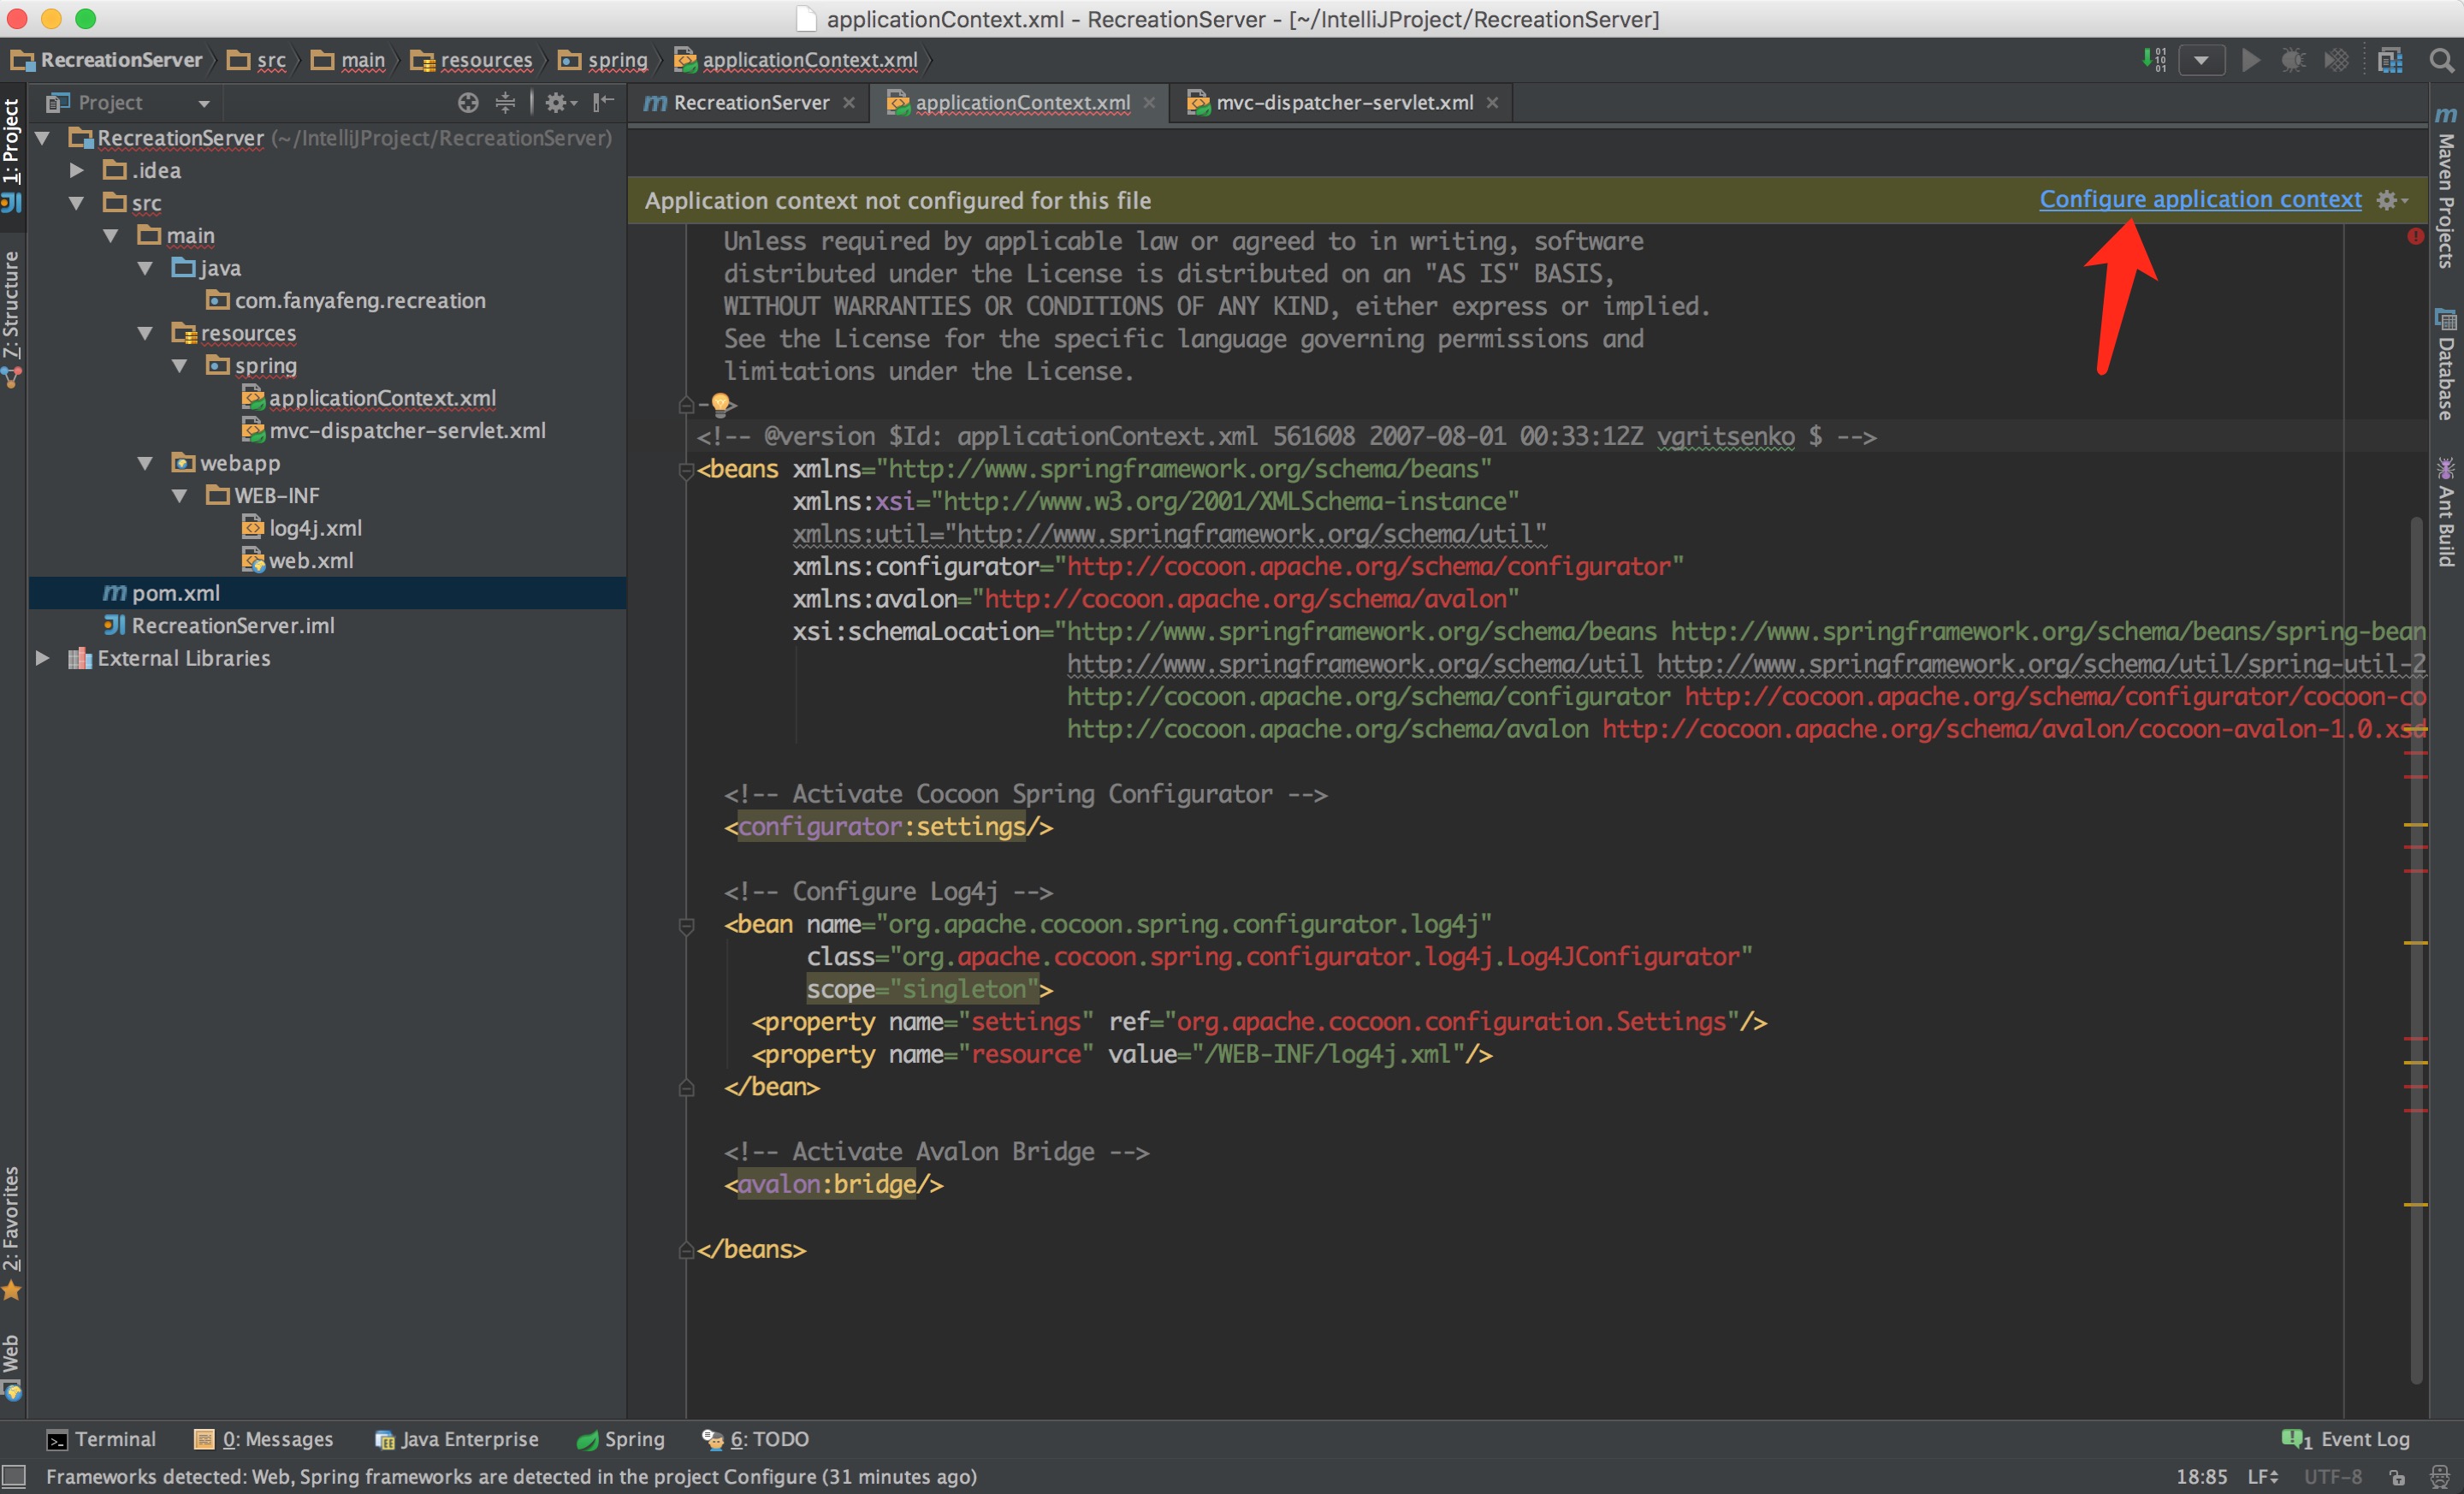 applicationContext.xml - RecreationServer - [~/IntelliJProject/RecreationServer]
RecreationServer src main resources spring applicationContext.xml
Project
RecreationServer × applicationContext.xml × mvc-dispatcher-servlet.xml ×
1: Project
7: Structure
2: Favorites
Web
RecreationServer (~/IntelliJProject/RecreationServer)
.idea
src
main
java
com.fanyafeng.recreation
resources
spring
applicationContext.xml
mvc-dispatcher-servlet.xml
webapp
WEB-INF
log4j.xml
web.xml
pom.xml
RecreationServer.iml
External Libraries
Application context not configured for this file Configure application context
Unless required by applicable law or agreed to in writing, software
distributed under the License is distributed on an "AS IS" BASIS,
WITHOUT WARRANTIES OR CONDITIONS OF ANY KIND, either express or implied.
See the License for the specific language governing permissions and
limitations under the License.
-->
<!-- @version $Id: applicationContext.xml 561608 2007-08-01 00:33:12Z vgritsenko $ -->
<beans xmlns="http://www.springframework.org/schema/beans"
xmlns:xsi="http://www.w3.org/2001/XMLSchema-instance"
xmlns:util="http://www.springframework.org/schema/util"
xmlns:configurator="http://cocoon.apache.org/schema/configurator"
xmlns:avalon="http://cocoon.apache.org/schema/avalon"
xsi:schemaLocation="http://www.springframework.org/schema/beans http://www.springframework.org/schema/beans/spring-bean
http://www.springframework.org/schema/util http://www.springframework.org/schema/util/spring-util-2
http://cocoon.apache.org/schema/configurator http://cocoon.apache.org/schema/configurator/cocoon-co
http://cocoon.apache.org/schema/avalon http://cocoon.apache.org/schema/avalon/cocoon-avalon-1.0.xsd
<!-- Activate Cocoon Spring Configurator -->
<configurator:settings/>
<!-- Configure Log4j -->
<bean name="org.apache.cocoon.spring.configurator.log4j"
class="org.apache.cocoon.spring.configurator.log4j.Log4JConfigurator"
scope="singleton">
<property name="settings" ref="org.apache.cocoon.configuration.Settings"/>
<property name="resource" value="/WEB-INF/log4j.xml"/>
</bean>
<!-- Activate Avalon Bridge -->
<avalon:bridge/>
</beans>
Maven Projects
Database
Ant Build
Terminal 0: Messages Java Enterprise Spring 6: TODO 1 Event Log
Frameworks detected: Web, Spring frameworks are detected in the project Configure (31 minutes ago) 18:85 LF UTF-8